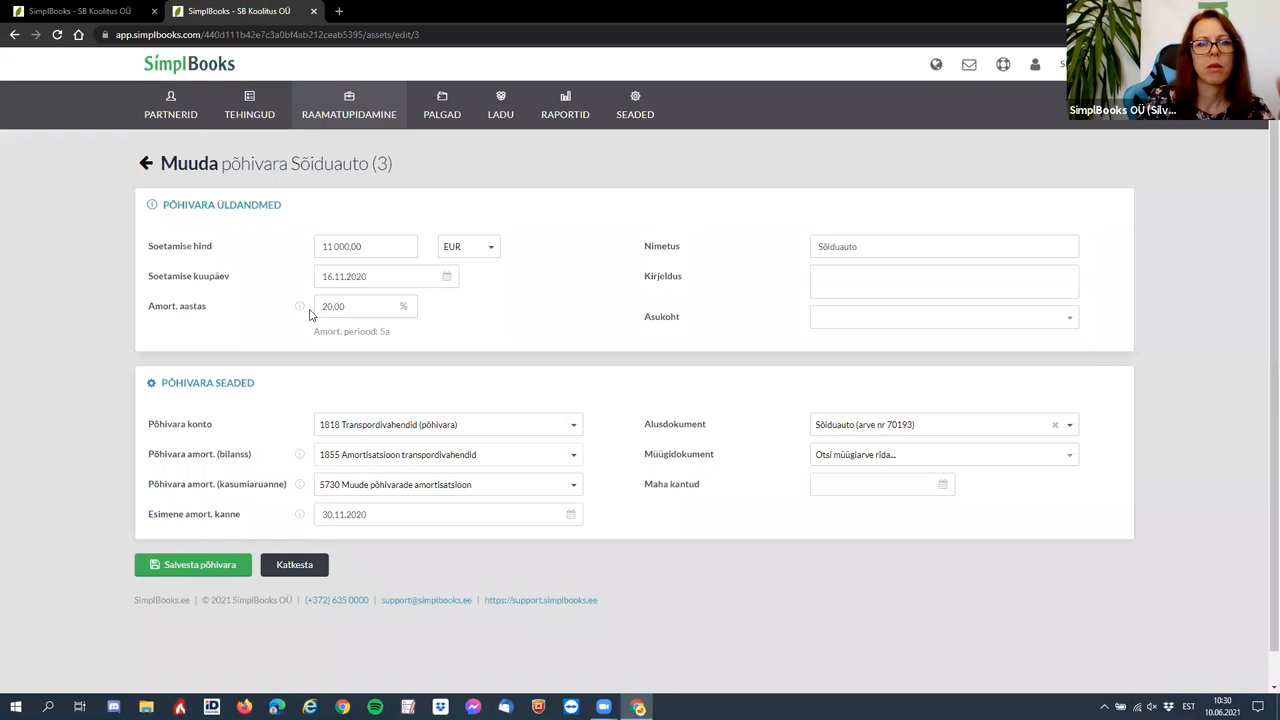 SimplBooks - SB Koolitus OÜ
SimplBooks - SB Koolitus OÜ
app.simplbooks.com/440d111b42e7c3a0bf4ab212ceab5395/assets/edit/3
SimplBooks
SimplBooks OÜ (Silv...
PARTNERID
TEHINGUD
RAAMATUPIDAMINE
PALGAD
LADU
RAPORTID
SEADED
Muuda põhivara Sõiduauto (3)
PÕHIVARA ÜLDANDMED
Soetamise hind
11 000,00
EUR
Nimetus
Sõiduauto
Soetamise kuupäev
16.11.2020
Kirjeldus
Amort. aastas
20,00
%
Asukoht
Amort. periood: 5a
PÕHIVARA SEADED
Põhivara konto
1818 Transpordivahendid (põhivara)
Alusdokument
Sõiduauto (arve nr 70193)
Põhivara amort. (bilanss)
1855 Amortisatsioon transpordivahendid
Müügidokument
Otsi müügiarve rida...
Põhivara amort. (kasumiaruanne)
5730 Muude põhivarade amortisatsioon
Maha kantud
Esimene amort. kanne
30.11.2020
Salvesta põhivara
Katkesta
SimplBooks.ee | © 2021 SimplBooks OÜ | (+372) 635 0000 | support@simplbooks.ee | https://support.simplbooks.ee
EST
10:30
10.06.2021